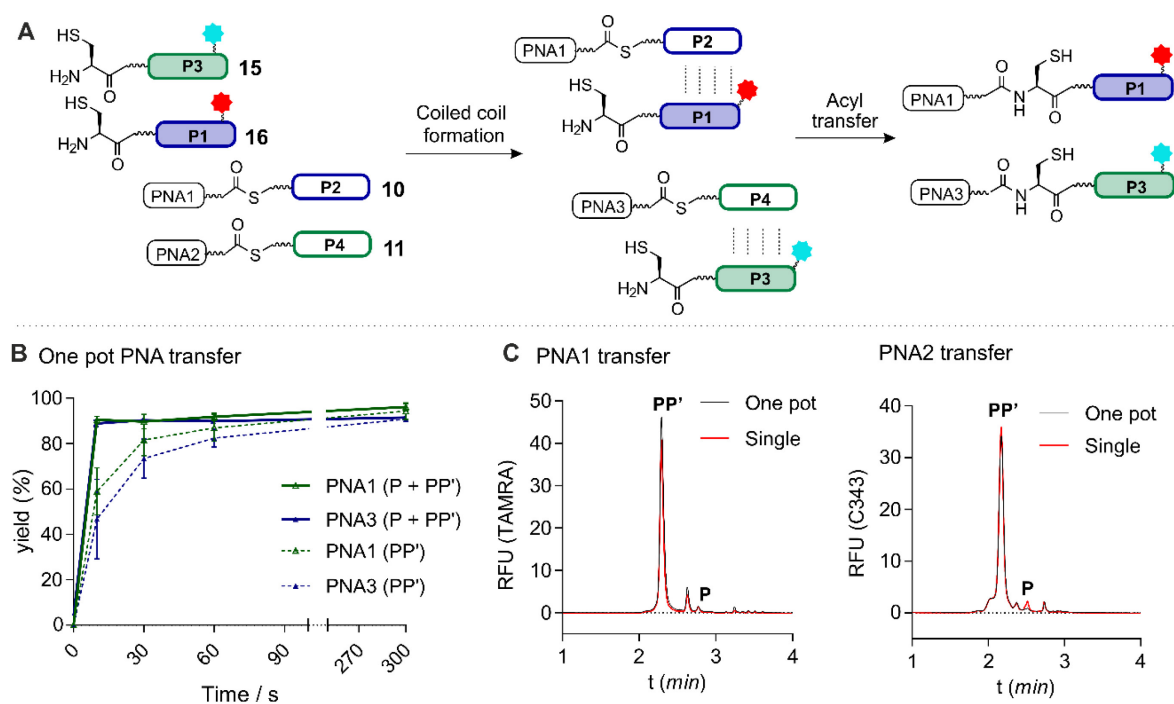 A
HS
H₂N
O
P3
15
HS
H₂N
O
P1
16
PNA1
O
S
P2
10
PNA2
O
S
P4
11
Coiled coil
formation
PNA1
O
S
P2
HS
H₂N
O
P1
PNA3
O
S
P4
HS
H₂N
O
P3
Acyl
transfer
PNA1
O
N
H
SH
O
P1
PNA3
O
N
H
SH
O
P3
B One pot PNA transfer
yield (%)
100
80
60
40
20
0
0 30 60 90 270 300
Time / s
PNA1 (P + PP')
PNA3 (P + PP')
PNA1 (PP')
PNA3 (PP')
C PNA1 transfer
RFU (TAMRA)
50
40
30
20
10
0
1 2 3 4
t (min)
PP'
P
One pot
Single
PNA2 transfer
RFU (C343)
40
30
20
10
0
1 2 3 4
t (min)
PP'
P
One pot
Single